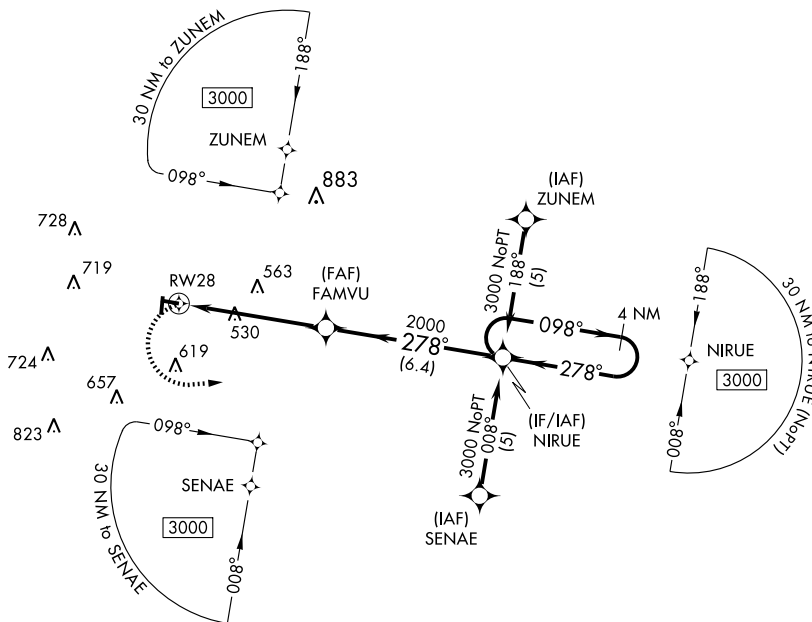 30 NM to ZUNEM
188°
3000
ZUNEM
098°
883
(IAF)
ZUNEM
728
719
RW28
563
(FAF)
FAMVU
3000 NoPT
188°
(5)
2000
278°
(6.4)
098°
4 NM
278°
530
619
724
657
823
(IF/IAF)
NIRUE
3000 NoPT
008°
(5)
(IAF)
SENAE
188°
NIRUE
3000
008°
30 NM to NIRUE (NoPT)
098°
SENAE
3000
008°
30 NM to SENAE